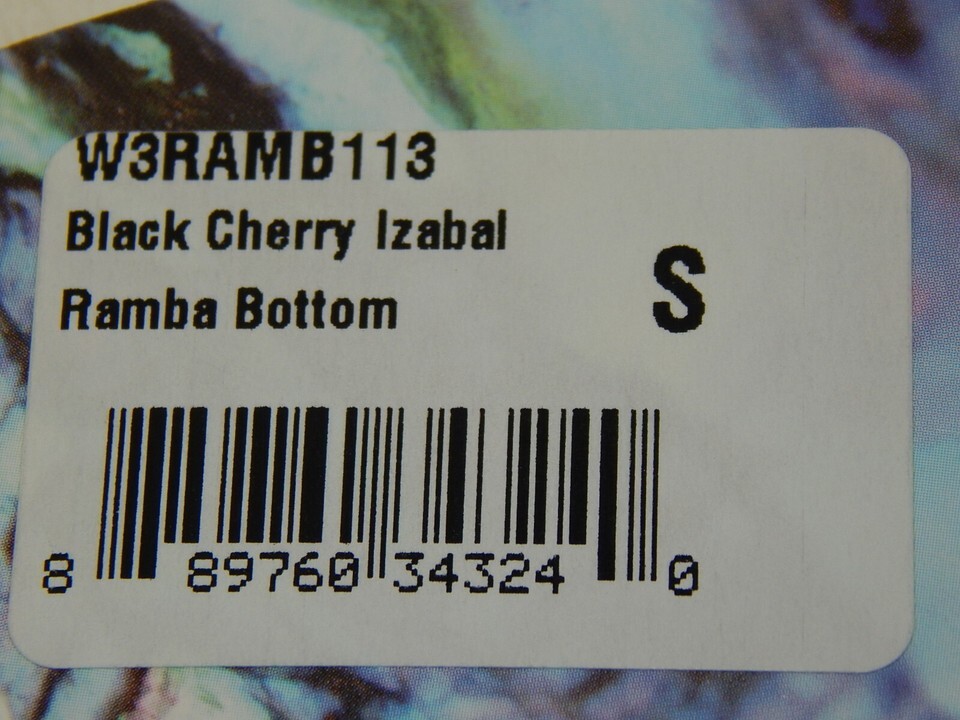 W3RAMB113
Black Cherry Izabal
Ramba Bottom
S
8 89760 34324 0